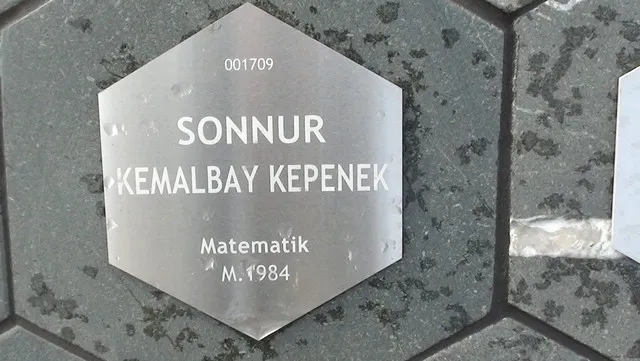 001709
SONNUR
KEMALBAY KEPENEK
Matematik
M.1984